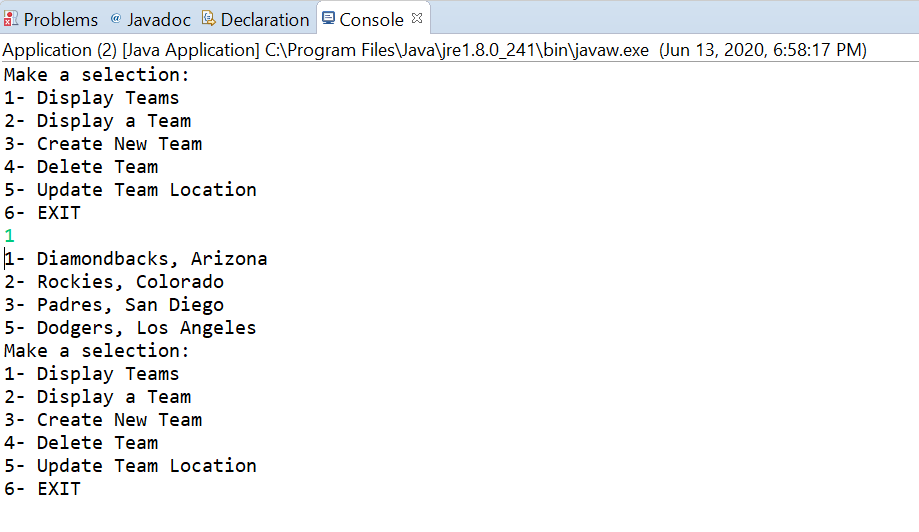 Problems @ Javadoc Declaration Console
Application (2) [Java Application] C:\Program Files\Java\jre1.8.0_241\bin\javaw.exe (Jun 13, 2020, 6:58:17 PM)
Make a selection:
1- Display Teams
2- Display a Team
3- Create New Team
4- Delete Team
5- Update Team Location
6- EXIT
1
1- Diamondbacks, Arizona
2- Rockies, Colorado
3- Padres, San Diego
5- Dodgers, Los Angeles
Make a selection:
1- Display Teams
2- Display a Team
3- Create New Team
4- Delete Team
5- Update Team Location
6- EXIT